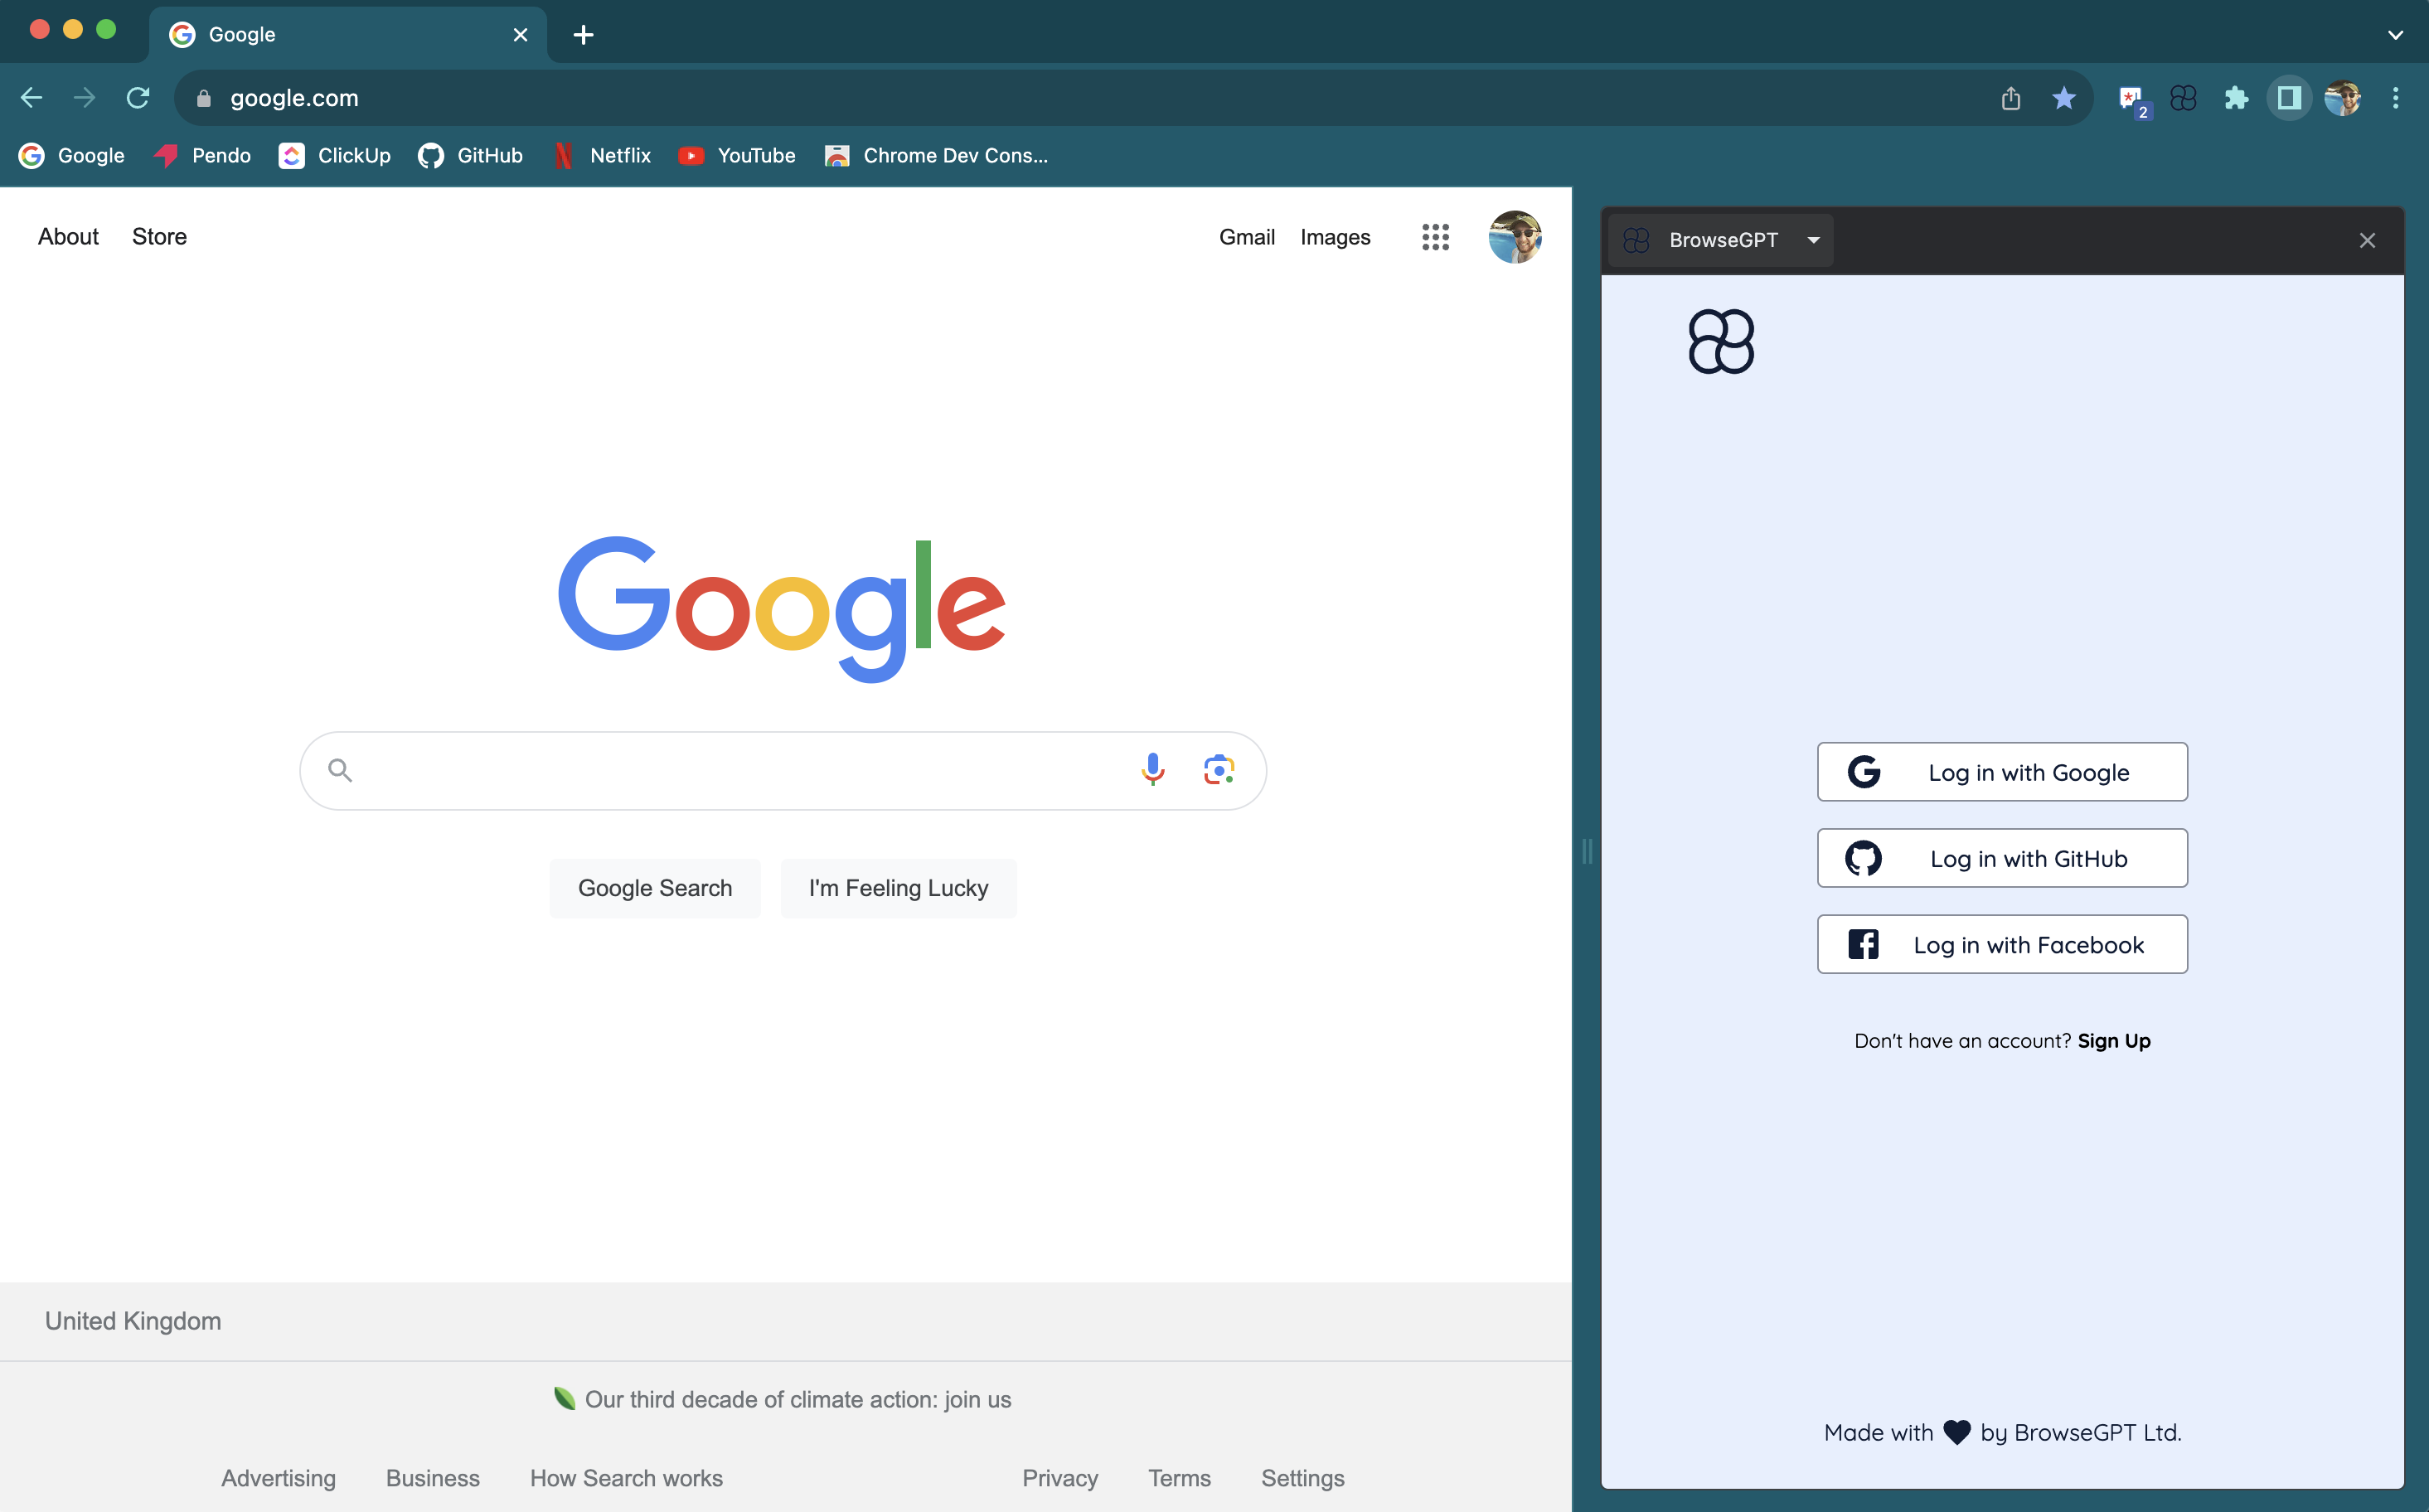 Google
google.com
2
Google Pendo ClickUp GitHub Netflix YouTube Chrome Dev Cons...
About Store Gmail Images
Google
Google Search I'm Feeling Lucky
United Kingdom
Our third decade of climate action: join us
Advertising Business How Search works Privacy Terms Settings
BrowseGPT
Log in with Google
Log in with GitHub
Log in with Facebook
Don't have an account? Sign Up
Made with by BrowseGPT Ltd.